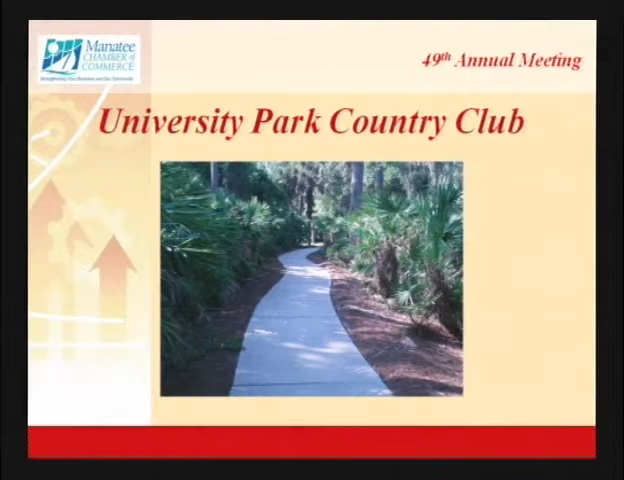 Manatee
CHAMBER of
COMMERCE
49th Annual Meeting
University Park Country Club